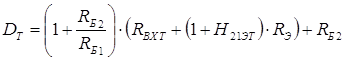 D_T = (1 + R_Б2 / R_Б1) · (R_ВХТ + (1 + H_21ЭТ) · R_Э) + R_Б2